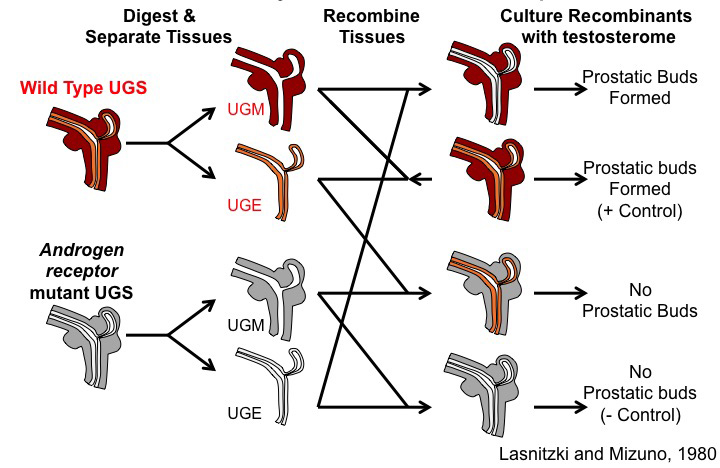 Digest &
Separate Tissues
Recombine
Tissues
Culture Recombinants
with testosterome
Wild Type UGS
UGM
UGE
Prostatic Buds
Formed
Prostatic buds
Formed
(+ Control)
Androgen
receptor
mutant UGS
UGM
UGE
No
Prostatic Buds
No
Prostatic buds
(- Control)
Lasnitzki and Mizuno, 1980